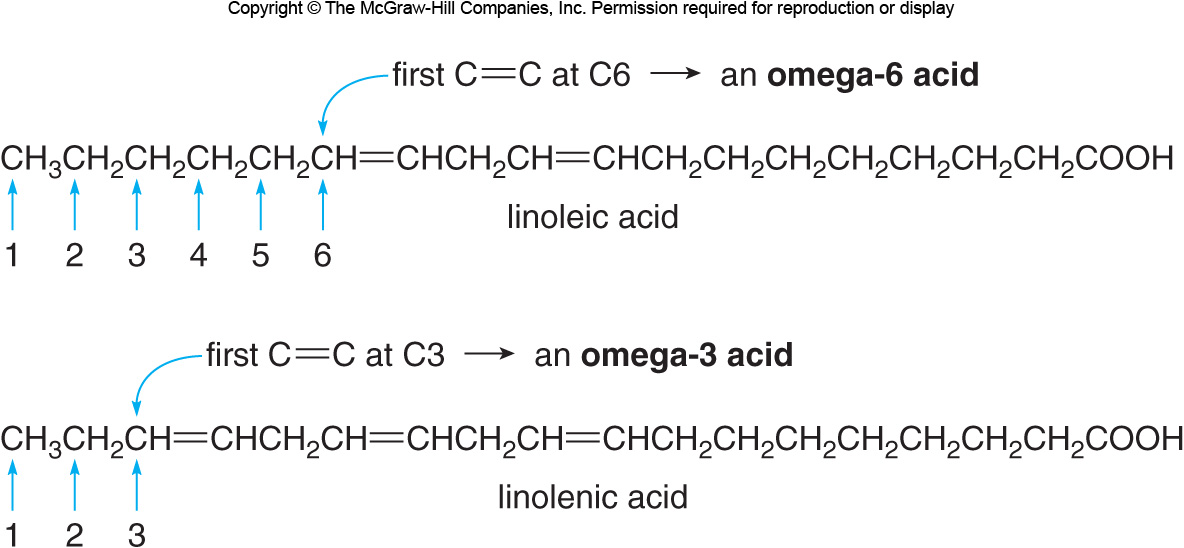 Copyright © The McGraw-Hill Companies, Inc. Permission required for reproduction or display
first C=C at C6 → an omega-6 acid
CH₃CH₂CH₂CH₂CH₂CH=CHCH₂CH=CHCH₂CH₂CH₂CH₂CH₂CH₂CH₂COOH
linoleic acid
1 2 3 4 5 6
first C=C at C3 → an omega-3 acid
CH₃CH₂CH=CHCH₂CH=CHCH₂CH=CHCH₂CH₂CH₂CH₂CH₂CH₂CH₂COOH
linolenic acid
1 2 3